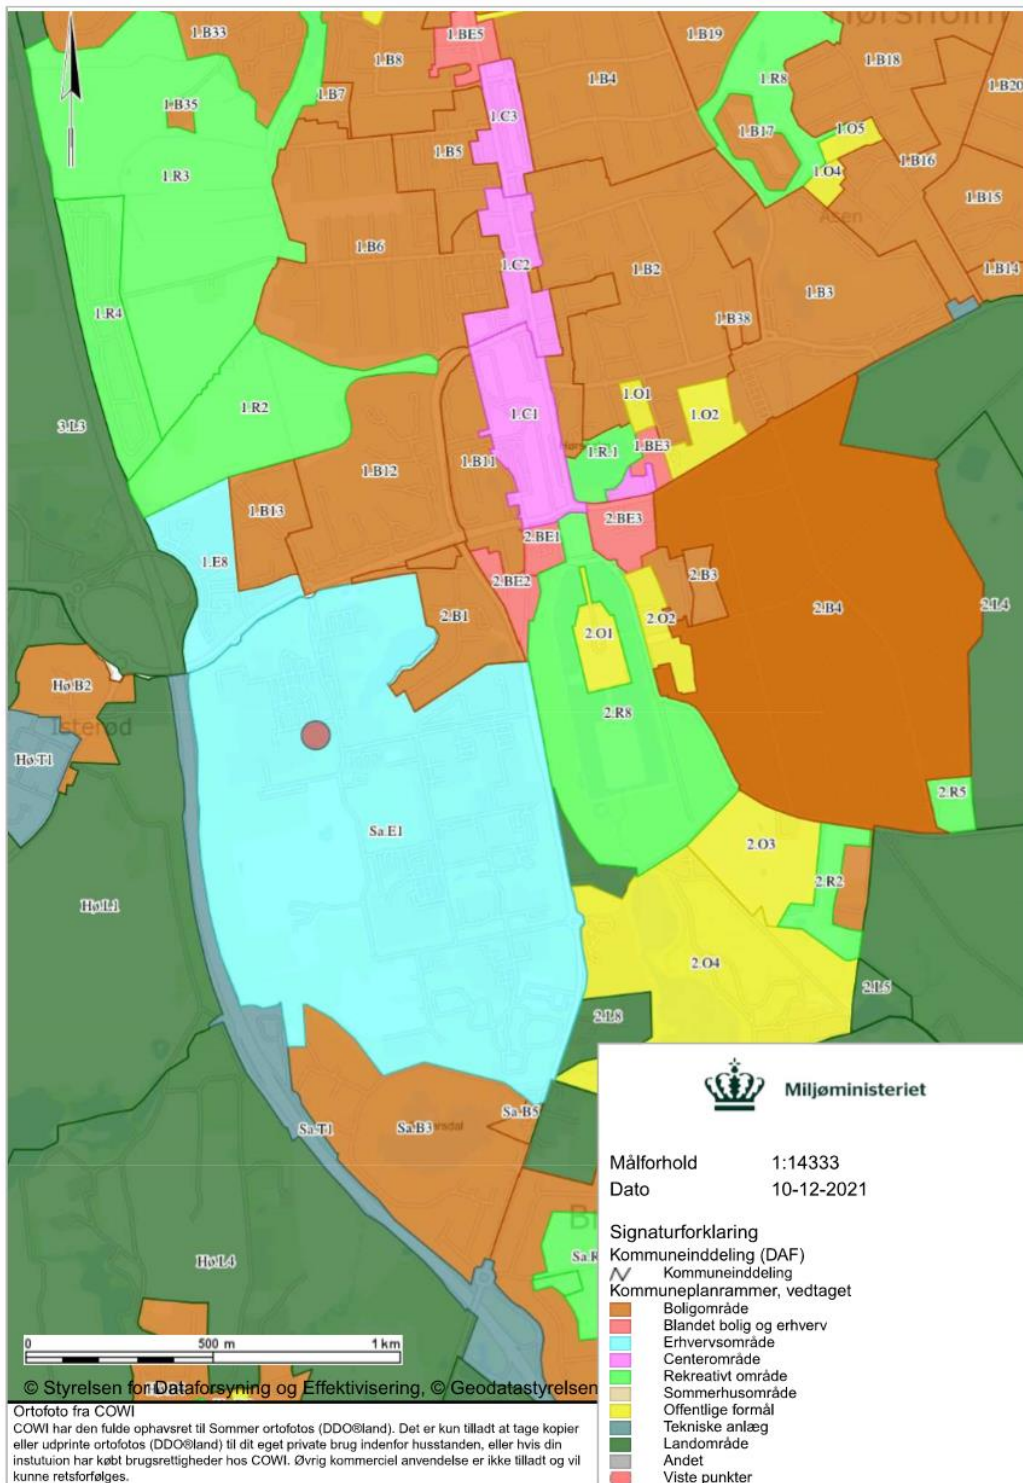 Hørsholm
1.B33
1.BE5
1.B8
1.B19
1.B18
1.B4
1.R8
1.B20
1.B7
1.B35
1.C3
1.B17
1.O5
1.B5
1.B16
1.R3
1.O4
1.B15
Åsen
1.B6
1.C2
1.B2
1.B14
1.B3
1.R4
1.B38
1.O1
1.R2
1.C1
1.O2
3.L3
1.BE3
1.R.1
1.B11
1.B12
1.B13
2.BE3
2.BE1
1.E8
2.B3
2.BE2
2.B4
2.L4
2.B1
2.O2
2.O1
Hø.B2
2.R8
Isterød
Hø.T1
2.R5
Sa.E1
2.O3
2.R2
Hø.L1
2.O4
2.L5
2.L8
Sa.B5
Sa.T1
Sa.B3
Sa.R
Hø.L4
0 500 m 1 km
© Styrelsen for Dataforsyning og Effektivisering, © Geodatastyrelsen
Ortofoto fra COWI
COWI har den fulde ophavsret til Sommer ortofotos (DDO®land). Det er kun tilladt at tage kopier
eller udprinte ortofotos (DDO®land) til dit eget private brug indenfor husstanden, eller hvis din
instutuion har købt brugsrettigheder hos COWI. Øvrig kommerciel anvendelse er ikke tilladt og vil
kunne retsforfølges.
Miljøministeriet
Målforhold 1:14333
Dato 10-12-2021
Signaturforklaring
Kommuneinddeling (DAF)
Kommuneinddeling
Kommuneplanrammer, vedtaget
Boligområde
Blandet bolig og erhverv
Erhvervsområde
Centerområde
Rekreativt område
Sommerhusområde
Offentlige formål
Tekniske anlæg
Landområde
Andet
Viste punkter